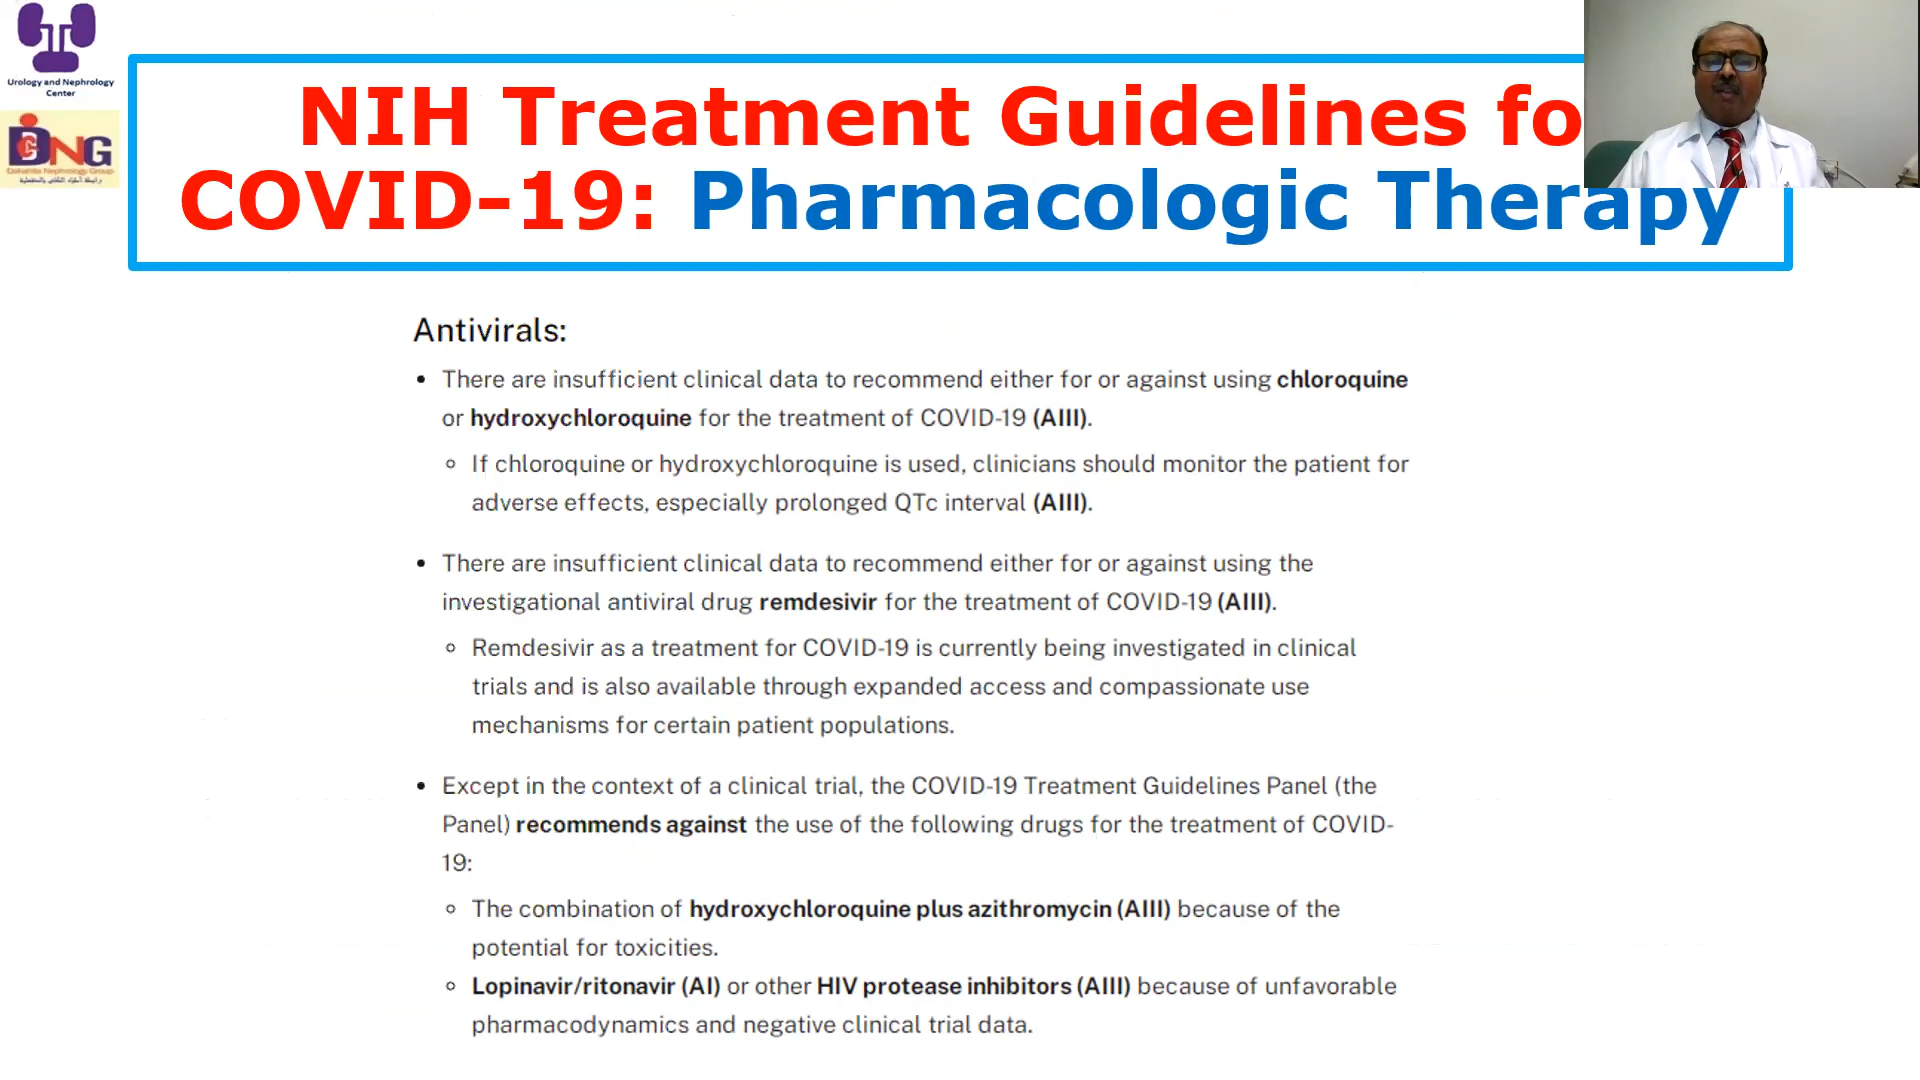 Urology and Nephrology
Center
DNG
Dakahlia Nephrology Group
NIH Treatment Guidelines fo
COVID-19: Pharmacologic Therapy
Antivirals:
• There are insufficient clinical data to recommend either for or against using chloroquine
or hydroxychloroquine for the treatment of COVID-19 (AIII).
◦ If chloroquine or hydroxychloroquine is used, clinicians should monitor the patient for
adverse effects, especially prolonged QTc interval (AIII).
• There are insufficient clinical data to recommend either for or against using the
investigational antiviral drug remdesivir for the treatment of COVID-19 (AIII).
◦ Remdesivir as a treatment for COVID-19 is currently being investigated in clinical
trials and is also available through expanded access and compassionate use
mechanisms for certain patient populations.
• Except in the context of a clinical trial, the COVID-19 Treatment Guidelines Panel (the
Panel) recommends against the use of the following drugs for the treatment of COVID-
19:
◦ The combination of hydroxychloroquine plus azithromycin (AIII) because of the
potential for toxicities.
◦ Lopinavir/ritonavir (AI) or other HIV protease inhibitors (AIII) because of unfavorable
pharmacodynamics and negative clinical trial data.